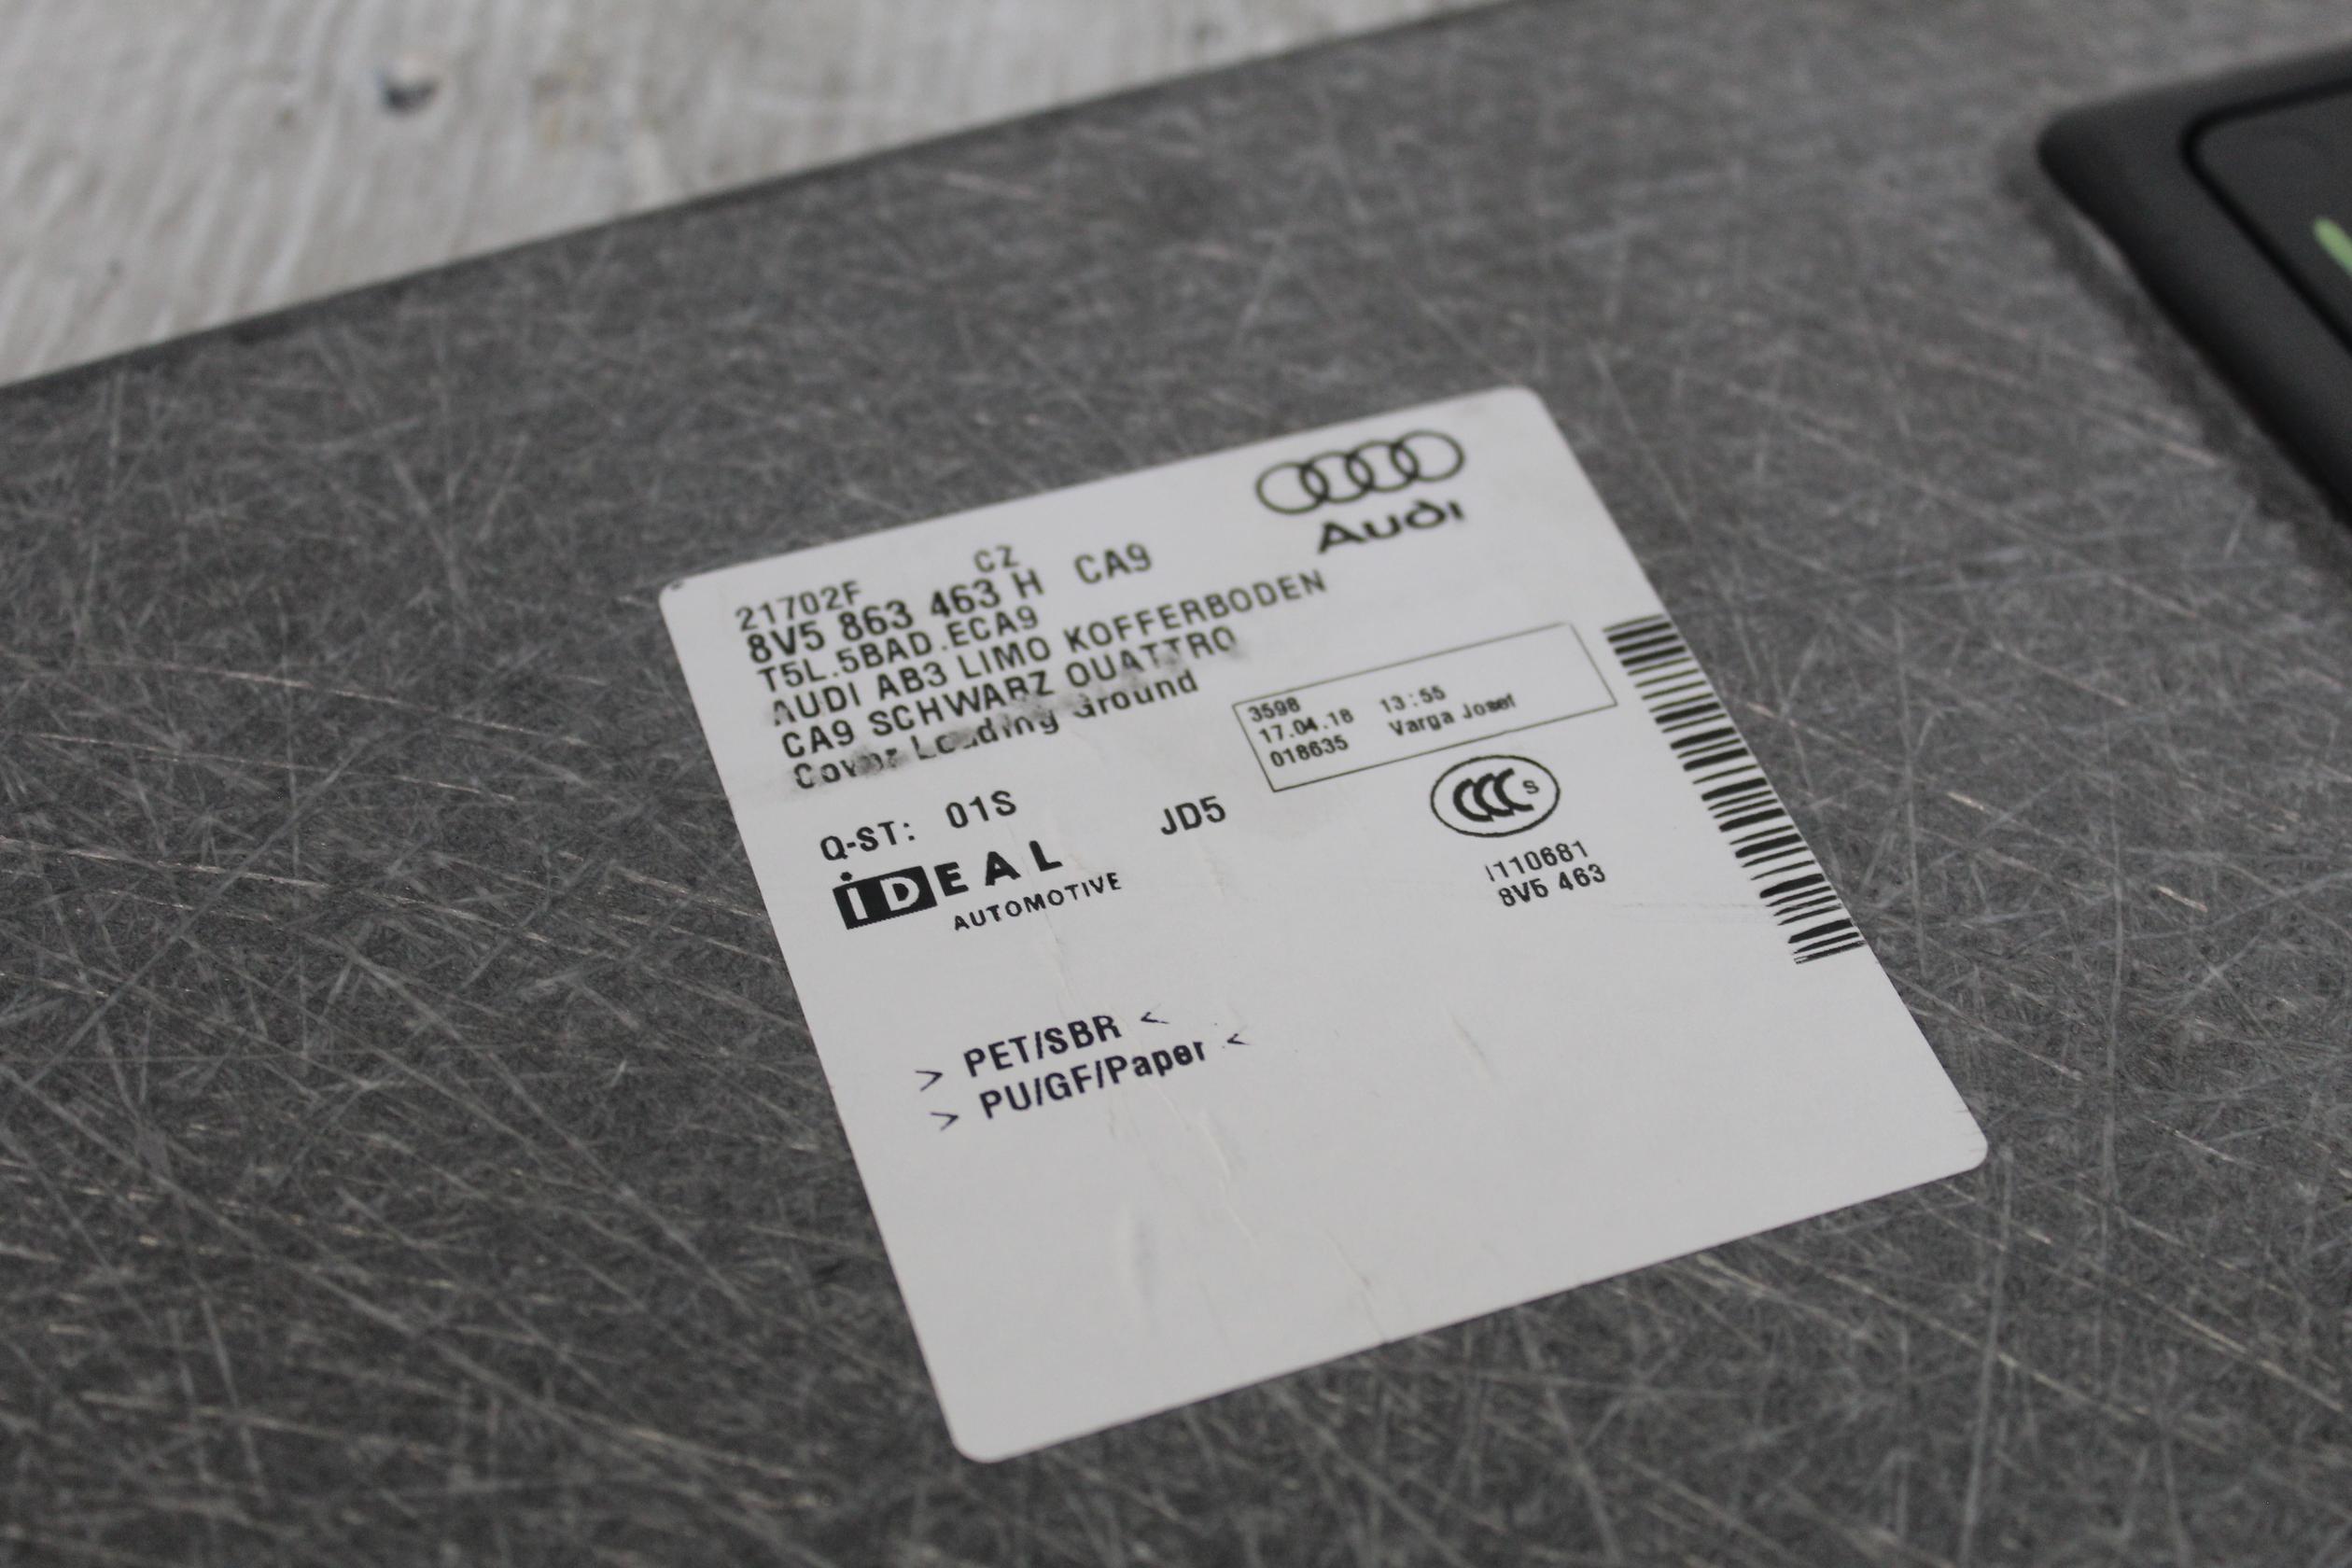 Audi
CZ
21702F
8V5 863 463 H CA9
T5L.5BAD.ECA9
AUDI AB3 LIMO KOFFERBODEN
CA9 SCHWARZ QUATTRO
Cover Loading Ground
3598
17.04.18 13:55
018635 Varga Josef
Q-ST: 01S
JD5
CCC S
iDEAL
AUTOMOTIVE
I110681
8V5 463
> PET/SBR <
> PU/GF/Paper <